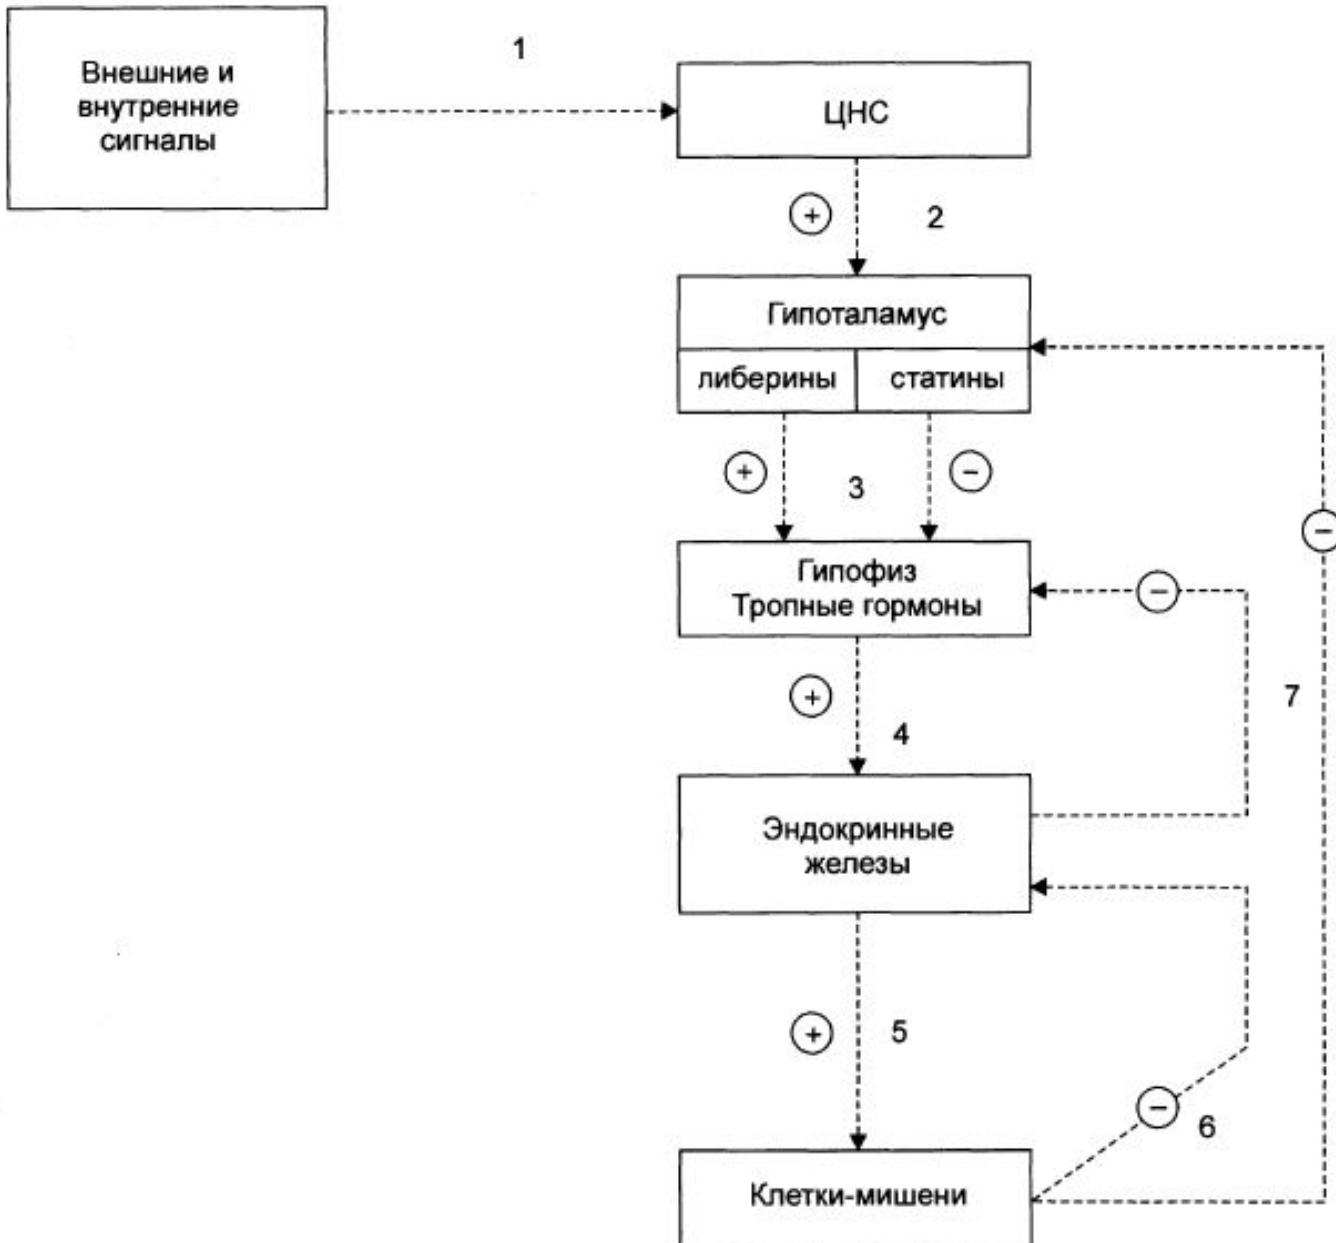 Внешние и
внутренние
сигналы
1
ЦНС
+
2
Гипоталамус
либерины
статины
+
3
−
−
Гипофиз
Тропные гормоны
−
+
4
7
Эндокринные
железы
+
5
−
6
Клетки-мишени